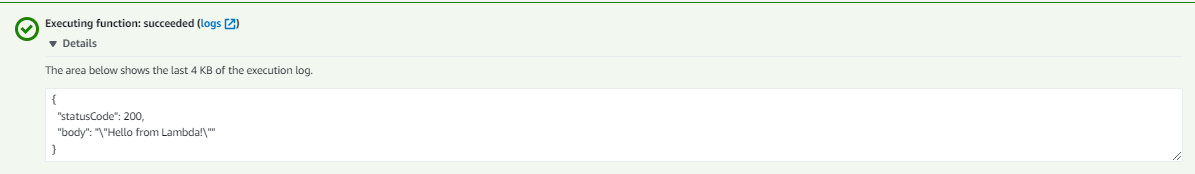 Executing function: succeeded (logs)
Details
The area below shows the last 4 KB of the execution log.
{
  "statusCode": 200,
  "body": "\"Hello from Lambda!\""
}